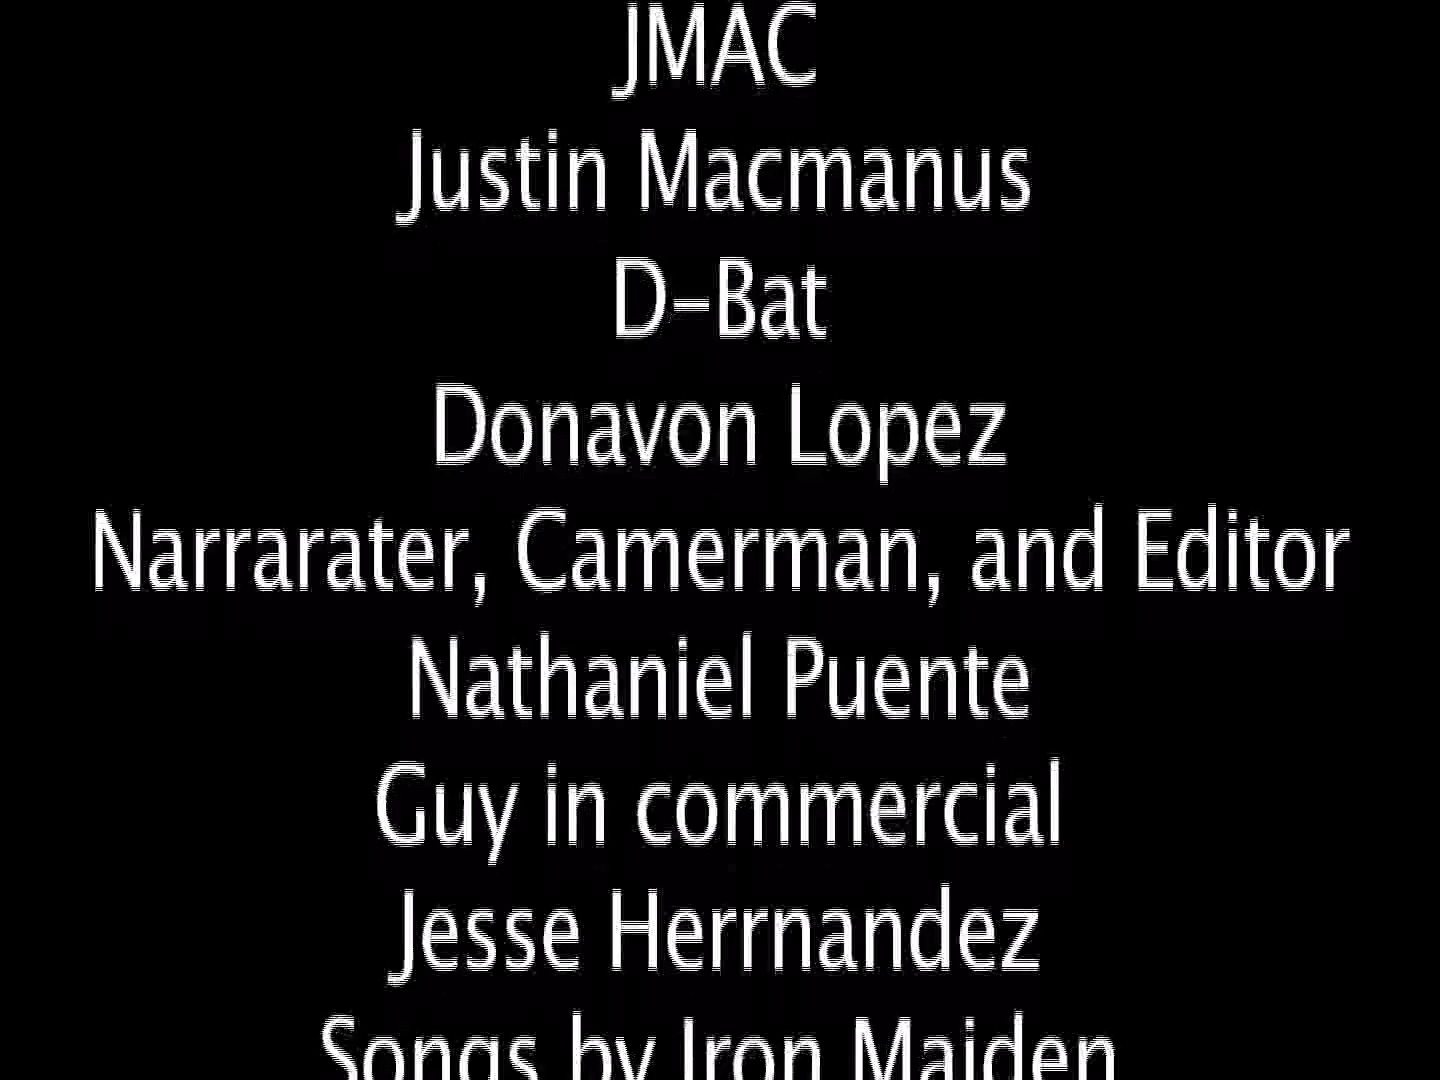 JMAC
Justin Macmanus
D-Bat
Donavon Lopez
Narrarater, Camerman, and Editor
Nathaniel Puente
Guy in commercial
Jesse Herrnandez
Songs by Iron Maiden